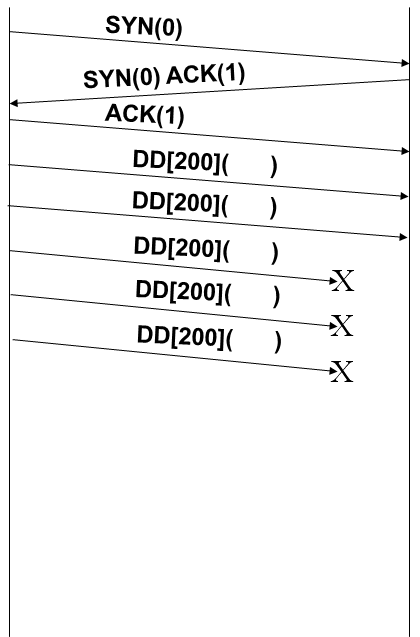 SYN(0)
SYN(0) ACK(1)
ACK(1)
DD[200]( )
DD[200]( )
DD[200]( )
X
DD[200]( )
X
DD[200]( )
X